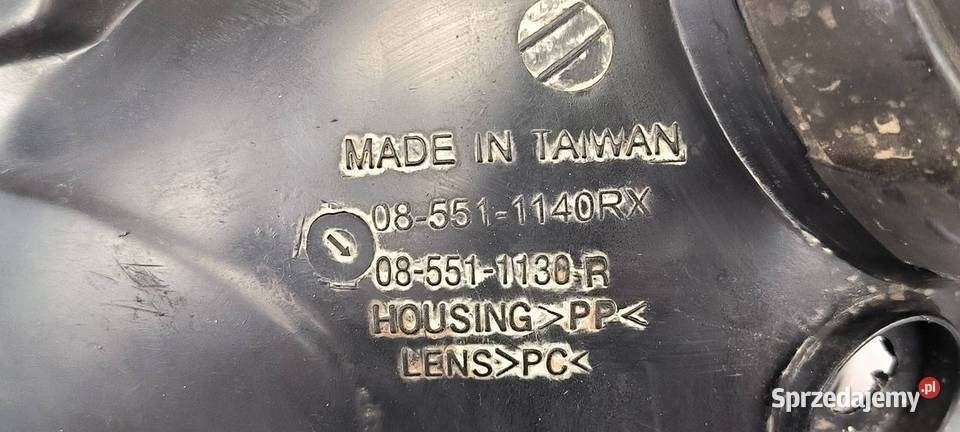 MADE IN TAIWAN
08-551-1140RX
08-551-1130-R
HOUSING>PP<
LENS>PC<
Sprzedajemy.pl